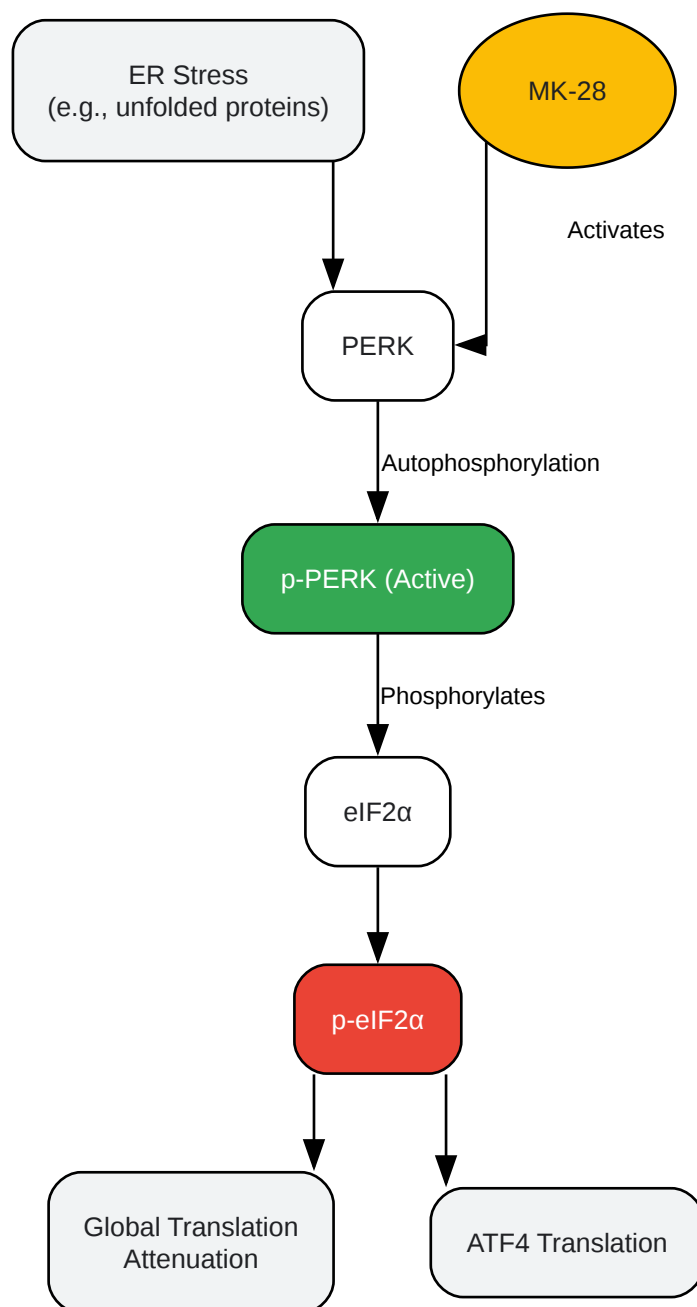 ER Stress
(e.g., unfolded proteins)
MK-28
Activates
PERK
Autophosphorylation
p-PERK (Active)
Phosphorylates
eIF2α
p-eIF2α
Global Translation
Attenuation
ATF4 Translation